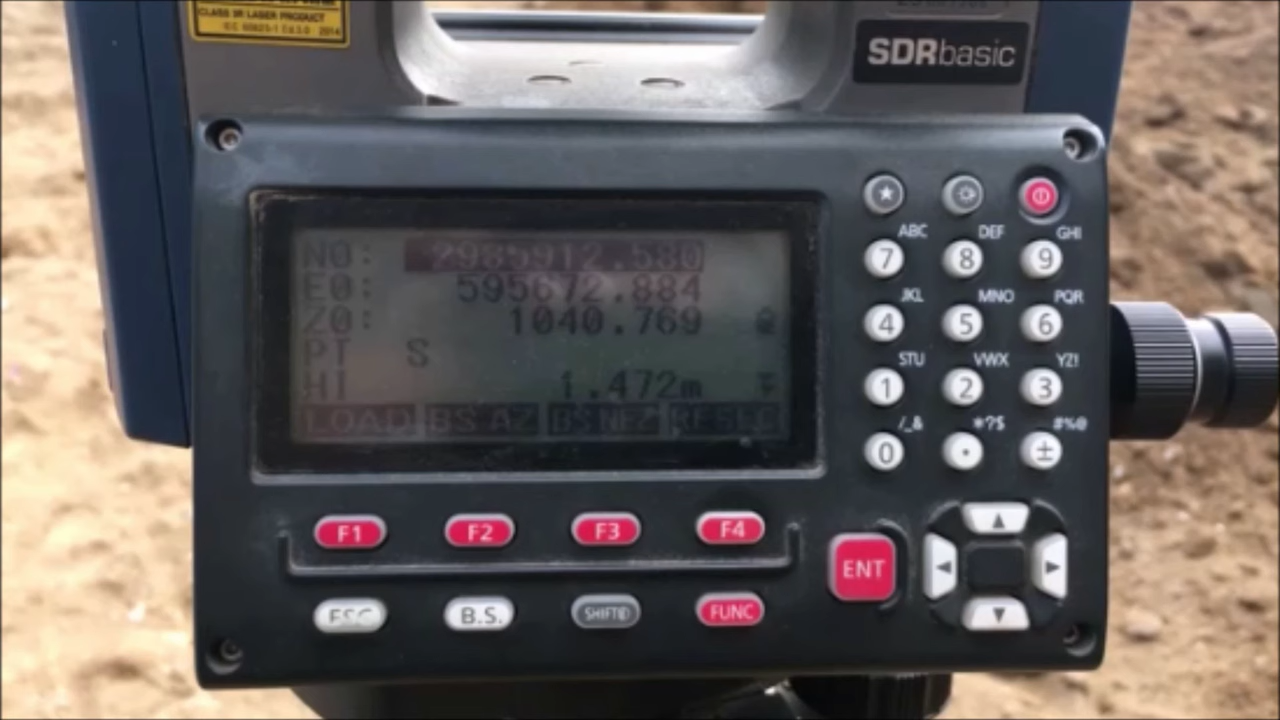 CLASS 3R LASER PRODUCT
IEC 60825-1 Ed.3.0 2014
SDRbasic
N0: 2985912.580
E0: 595672.884
Z0: 1040.769
PT S
HI 1.472m
LOAD BS AZ BS NEZ RESEC
ABC DEF GHI
7 8 9
JKL MNO PQR
4 5 6
STU VWX YZ!
1 2 3
/_& *?$ #%@
0 . ±
F1 F2 F3 F4
ENT
ESC B.S. SHIFT FUNC